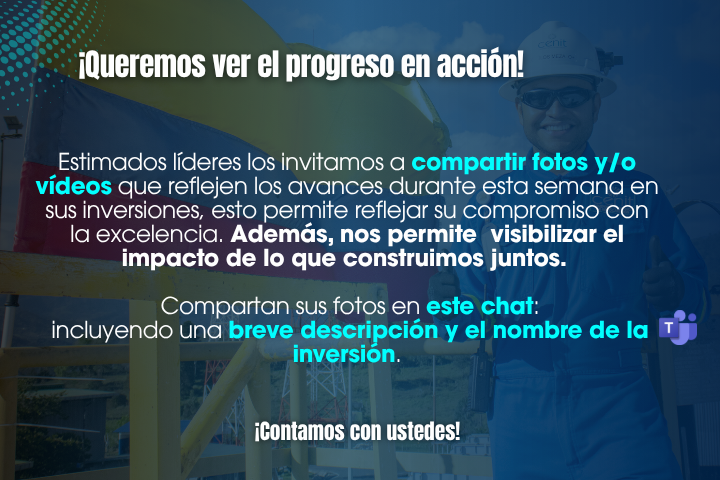 ¡Queremos ver el progreso en acción!
Estimados líderes los invitamos a compartir fotos y/o
vídeos que reflejen los avances durante esta semana en
sus inversiones, esto permite reflejar su compromiso con
la excelencia. Además, nos permite visibilizar el
impacto de lo que construimos juntos.
Compartan sus fotos en este chat:
incluyendo una breve descripción y el nombre de la
inversión.
¡Contamos con ustedes!
cenit
T